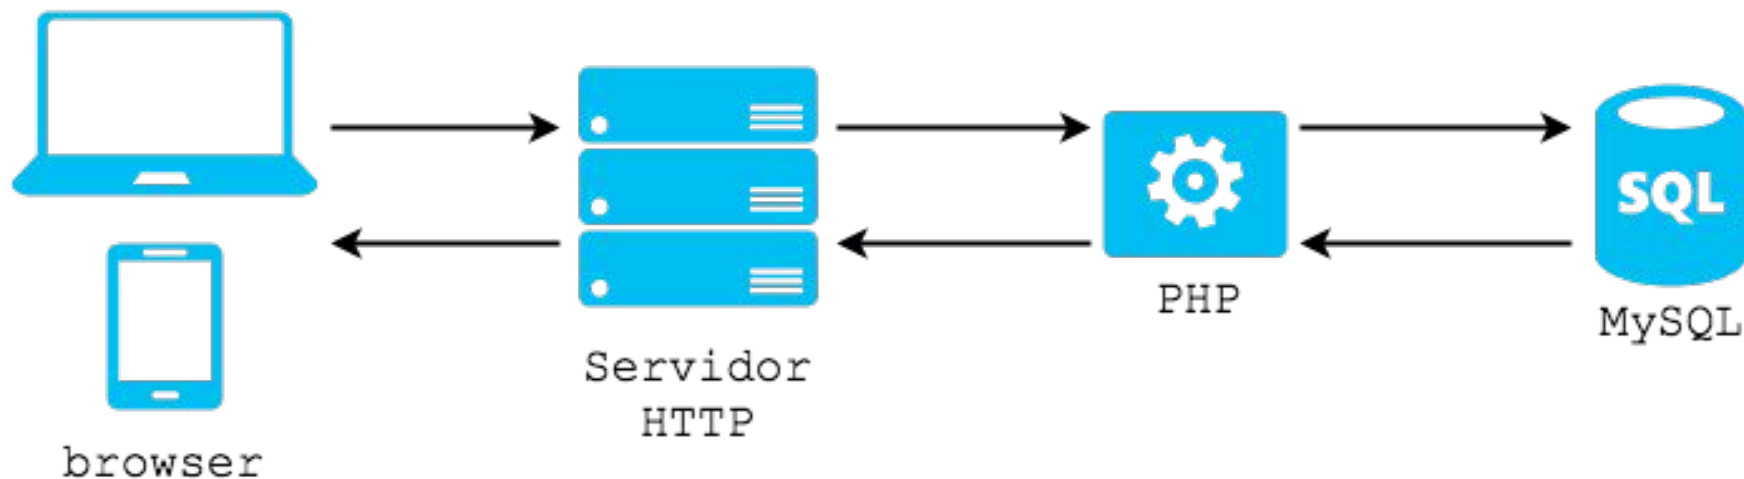 browser
Servidor
HTTP
PHP
SQL
MySQL